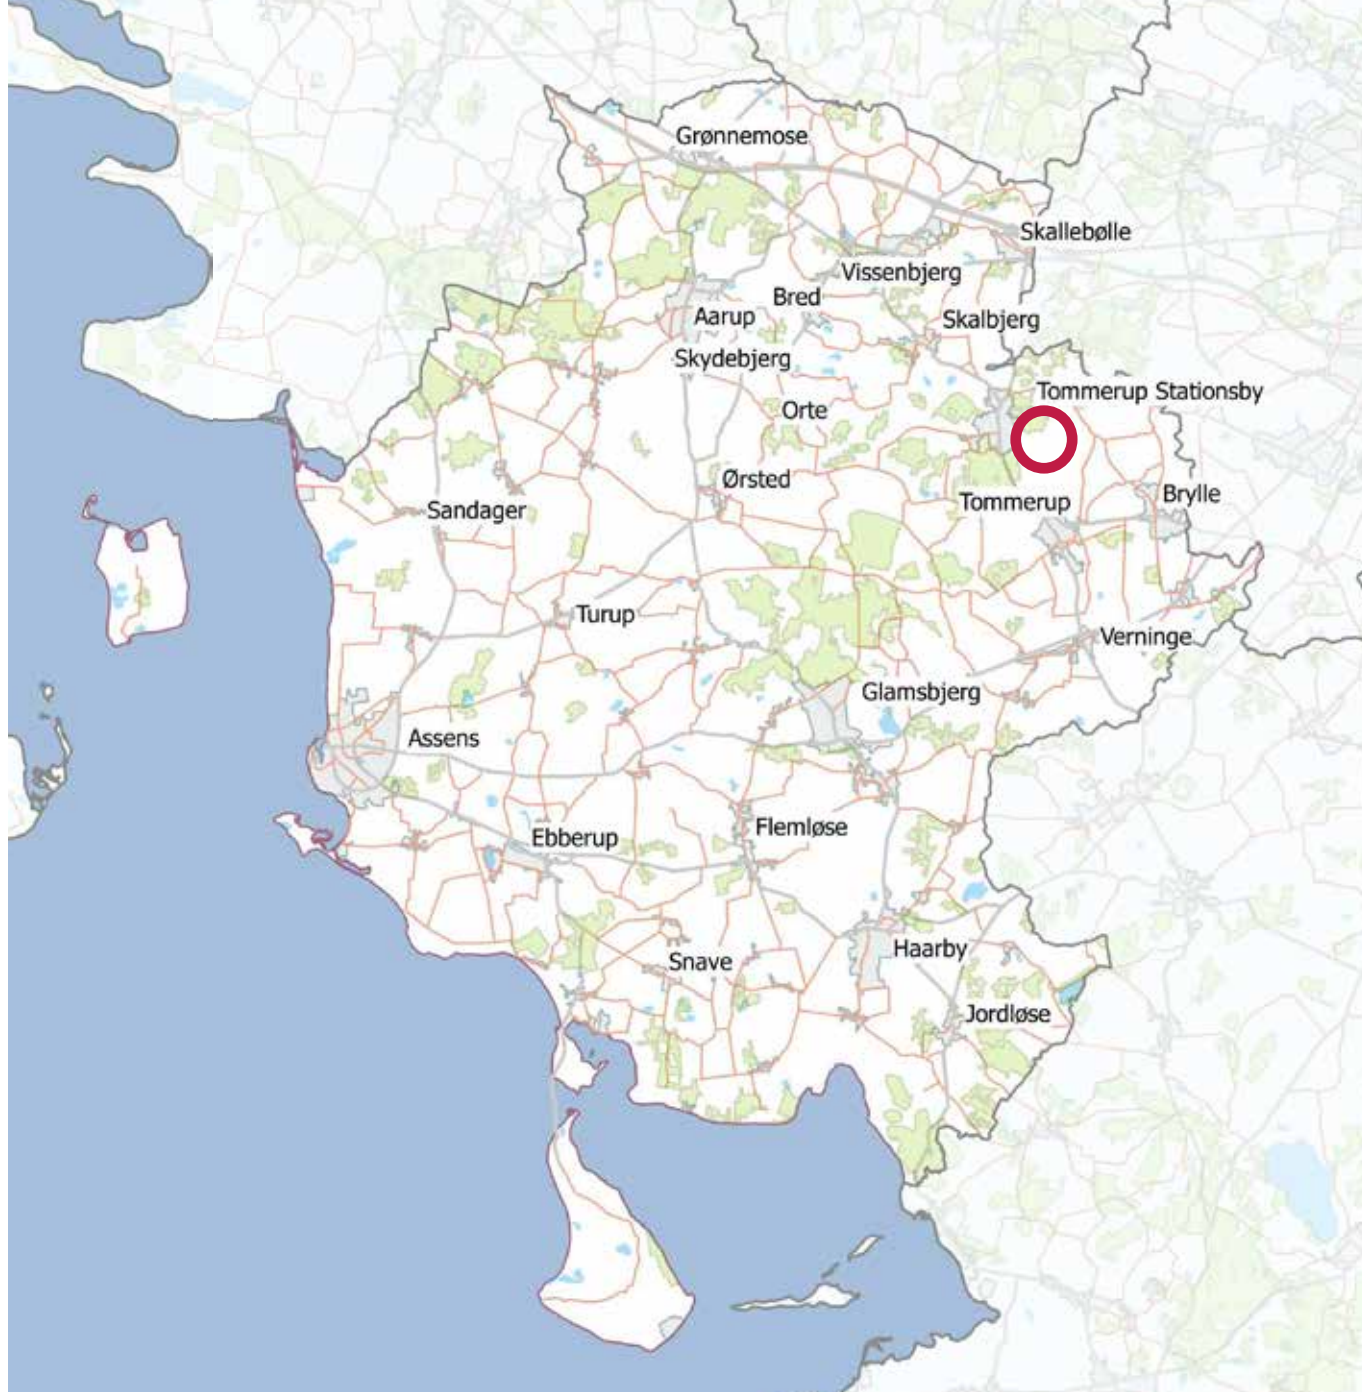 Grønnemose
Skallebølle
Vissenbjerg
Bred
Aarup
Skalbjerg
Skydebjerg
Tommerup Stationsby
Orte
Ørsted
Tommerup
Brylle
Sandager
Turup
Verninge
Glamsbjerg
Assens
Flemløse
Ebberup
Haarby
Snave
Jordløse